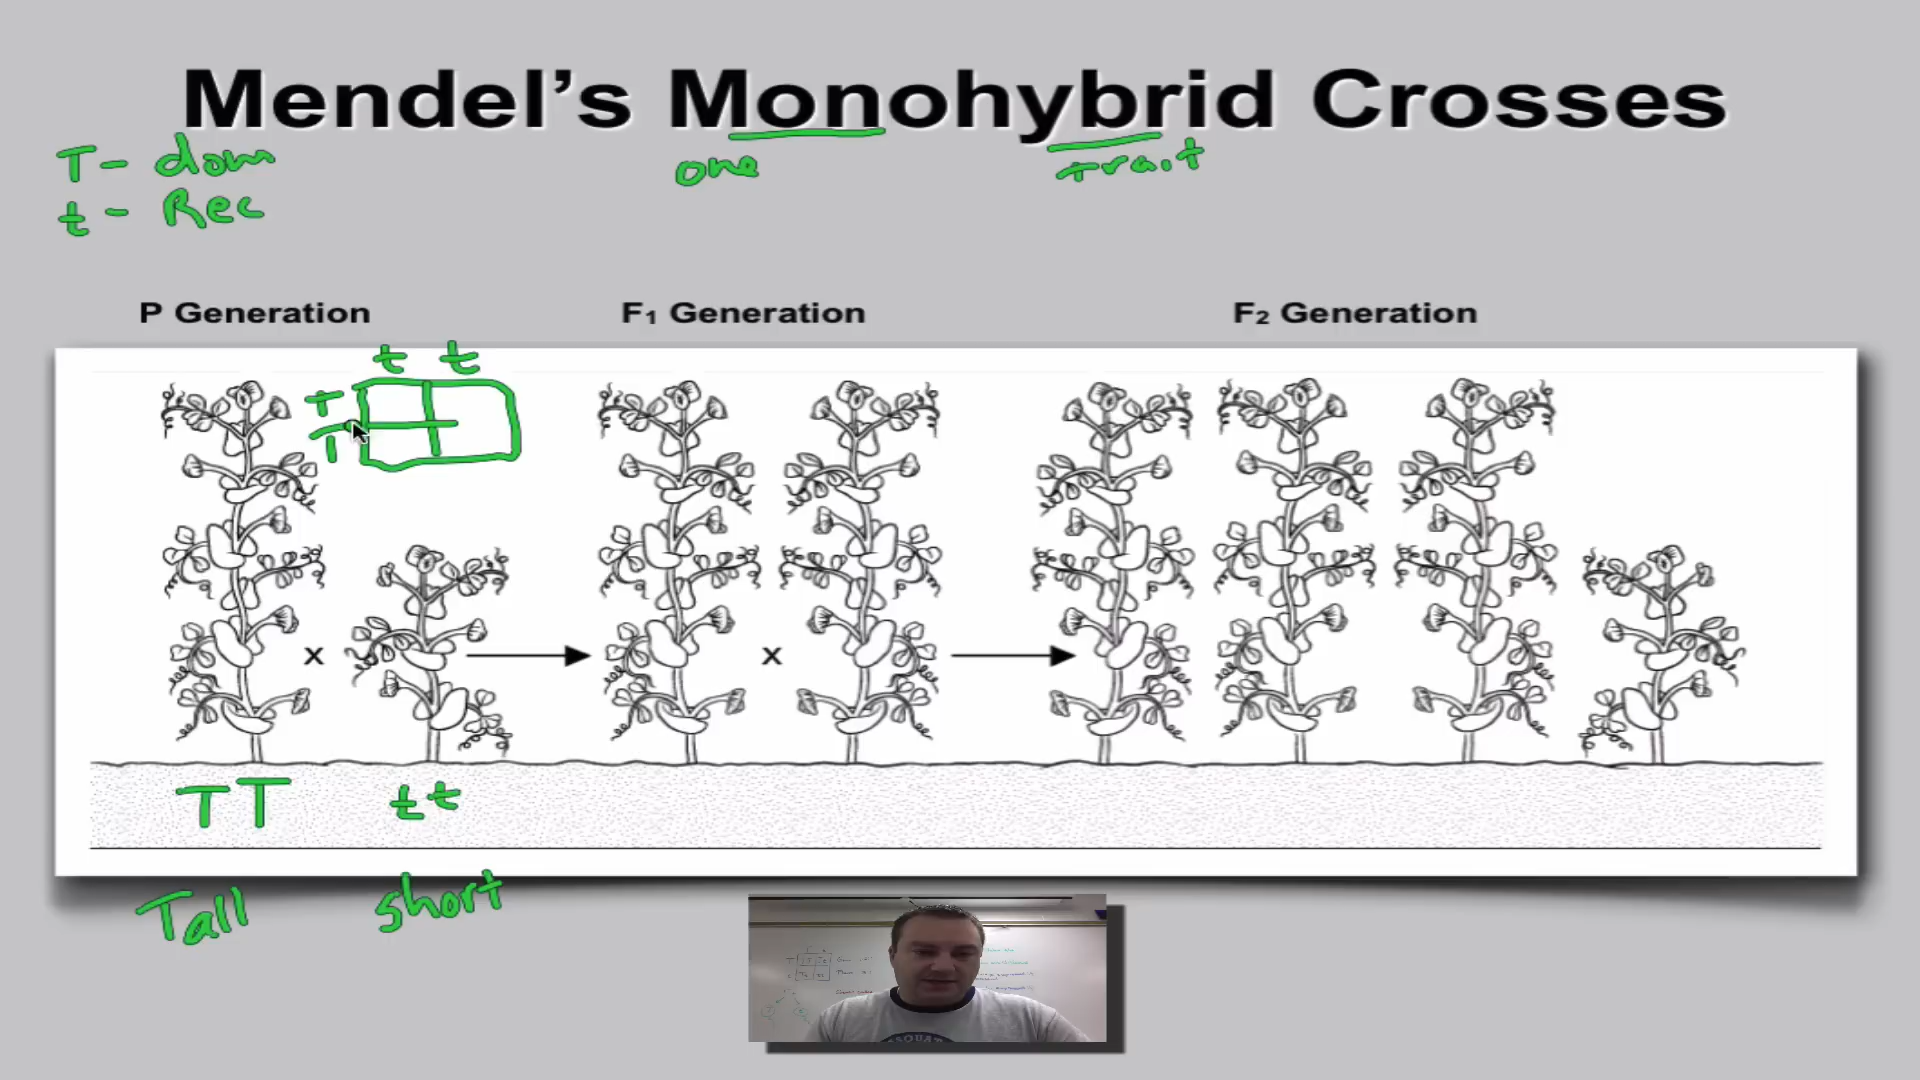 Mendel's Monohybrid Crosses
T - dom
one
trait
t - Rec
P Generation
F₁ Generation
F₂ Generation
t t
T
T
x
x
TT
tt
Tall
short